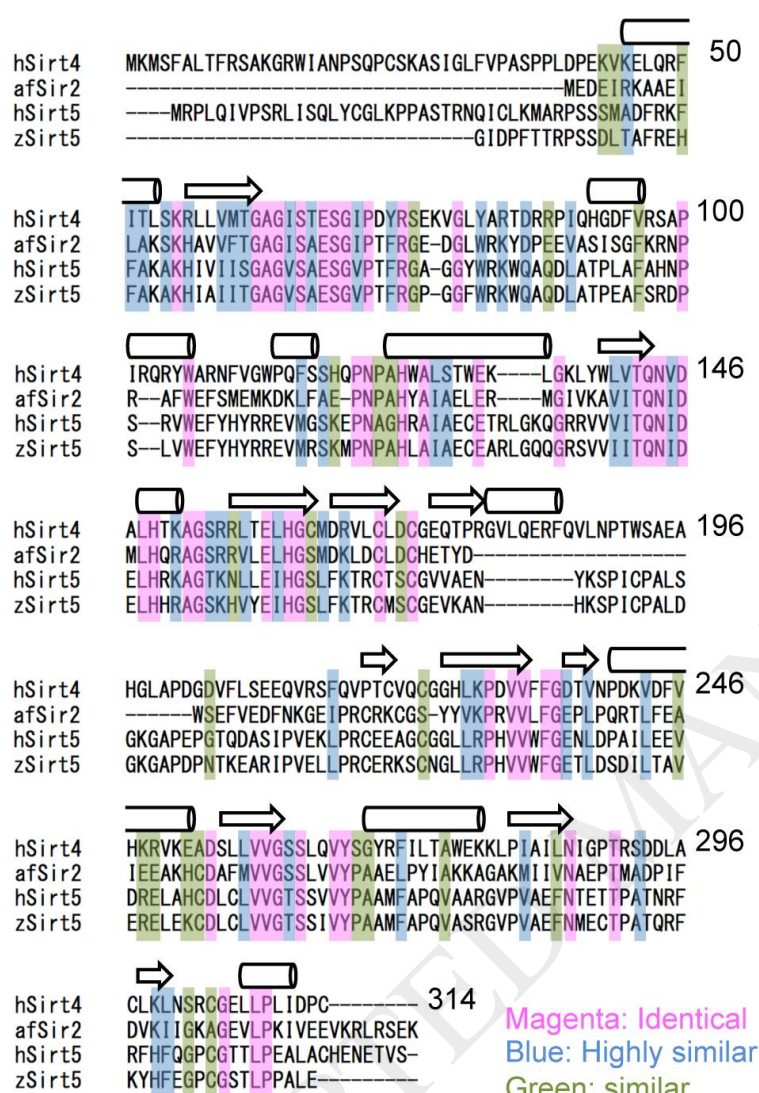 hSirt4 MKMSFALTFRSAKGRWIANPSQPCSKASIGLFVPASPPLDPEKVKELQRF 50
afSir2 ---------------------------------------MEDEIRKAAEI
hSirt5 ----MRPLQIVPSRLISQLYCGLKPPASTRNQICLKMARPSSSMADFRKF
zSirt5 -------------------------------GIDPFTTRPSSDLTAFREH
hSirt4 ITLSKRLLVMTGAGISTESGIPDYRSEKVGLYARTDRRPIQHGDFVRSAP 100
afSir2 LAKSKHAVVFTGAGISAESGIPTFRGE-DGLWRKYDPEEVASISGFKRNP
hSirt5 FAKAKHIVIISGAGVSAESGVPTFRGA-GGYWRKWQAQDLATPLAFAHNP
zSirt5 FAKAKHIAIITGAGVSAESGVPTFRGP-GGFWRKWQAQDLATPEAFSRDP
hSirt4 IRQRYWARNFVGWPQFSSHQPNPAHWALSTWEK----LGKLYWLVTQNVD 146
afSir2 R--AFWEFSMEMKDKLFAE-PNPAHYAIAELER----MGIVKAVITQNID
hSirt5 S--RVWEFYHYRREVMGSKEPNAGHRAIAECETRLGKQGRRVVVITQNID
zSirt5 S--LVWEFYHYRREVMRSKMPNPAHLAIAECEARLGQQGRSVVIITQNID
hSirt4 ALHTKAGSRRLTELHGCMDRVLCLDCGEQTPRGVLQERFQVLNPTWSAEA 196
afSir2 MLHQRAGSRRVLELHGSMDKLDCLDCHETYD-------------------
hSirt5 ELHRKAGTKNLLEIHGSLFKTRCTSCGVVAEN--------YKSPICPALS
zSirt5 ELHHRAGSKHVYEIHGSLFKTRCMSCGEVKAN--------HKSPICPALD
hSirt4 HGLAPDGDVFLSEEQVRSFQVPTCVQCGGHLKPDVVFFGDTVNPDKVDFV 246
afSir2 ------WSEFVEDFNKGEIPRCRKCGS-YYVKPRVVLFGEPLPQRTLFEA
hSirt5 GKGAPEPGTQDASIPVEKLPRCEEAGCGGLLRPHVVWFGENLDPAILEEV
zSirt5 GKGAPDPNTKEARIPVELLPRCERKSCNGLLRPHVVWFGETLDSDILTAV
hSirt4 HKRVKEADSLLVVGSSLQVYSGYRFILTAWEKKLPIAILNIGPTRSDDLA 296
afSir2 IEEAKHCDAFMVVGSSLVVYPAAELPYIAKKAGAKMIIVNAEPTMADPIF
hSirt5 DRELAHCDLCLVVGTSSVVYPAAMFAPQVAARGVPVAEFNTETTPATNRF
zSirt5 ERELEKCDLCLVVGTSSIVYPAAMFAPQVASRGVPVAEFNMECTPATQRF
hSirt4 CLKLNSRCGELLPLIDPC-------- 314
afSir2 DVKIIGKAGEVLPKIVEEVKRLRSEK
hSirt5 RFHFQGPCGTTLPEALACHENETVS-
zSirt5 KYHFEGPCGSTLPPALE---------
Magenta: Identical
Blue: Highly similar
Green: similar